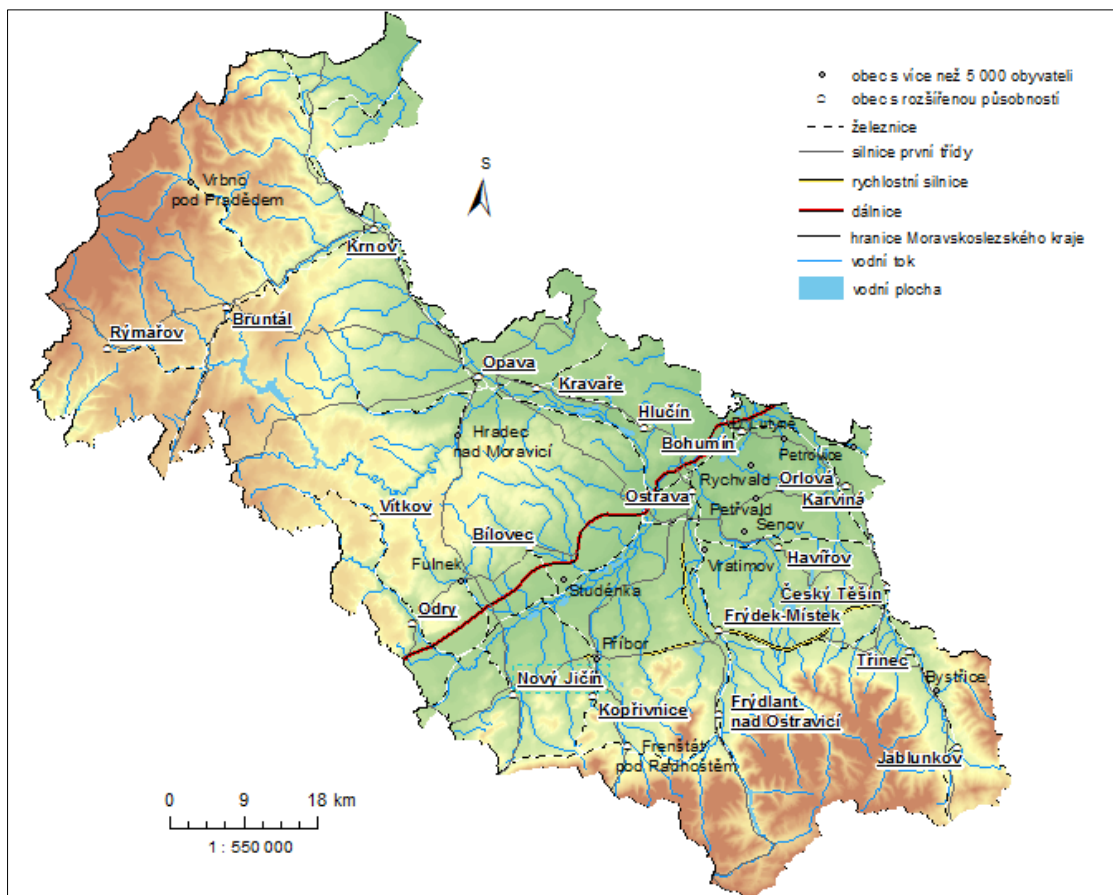 obec s více než 5 000 obyvateli
obec s rozšířenou působností
železnice
silnice první třídy
rychlostní silnice
dálnice
hranice Moravskoslezského kraje
vodní tok
vodní plocha
S
Vrbno
pod Pradědem
Krnov
Bruntál
Rýmařov
Opava
Kravaře
Hlučín
Bohumín
D. Lutyně
Petrovice
Hradec
nad Moravicí
Rychvald
Orlová
Karviná
Ostrava
Petřvald
Šenov
Vítkov
Bílovec
Havířov
Vratimov
Fulnek
Studénka
Český Těšín
Odry
Frýdek-Místek
Příbor
Třinec
Nový Jičín
Bystřice
Kopřivnice
Frýdlant
nad Ostravicí
Frenštát
pod Radhoštěm
Jablunkov
0 9 18 km
1 : 550 000